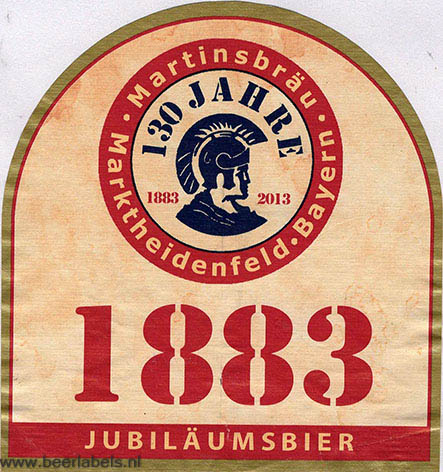 • Martinsbräu •
Marktheidenfeld • Bayern
130 JAHRE
1883 2013
1883
JUBILÄUMSBIER
www.beerlabels.nl